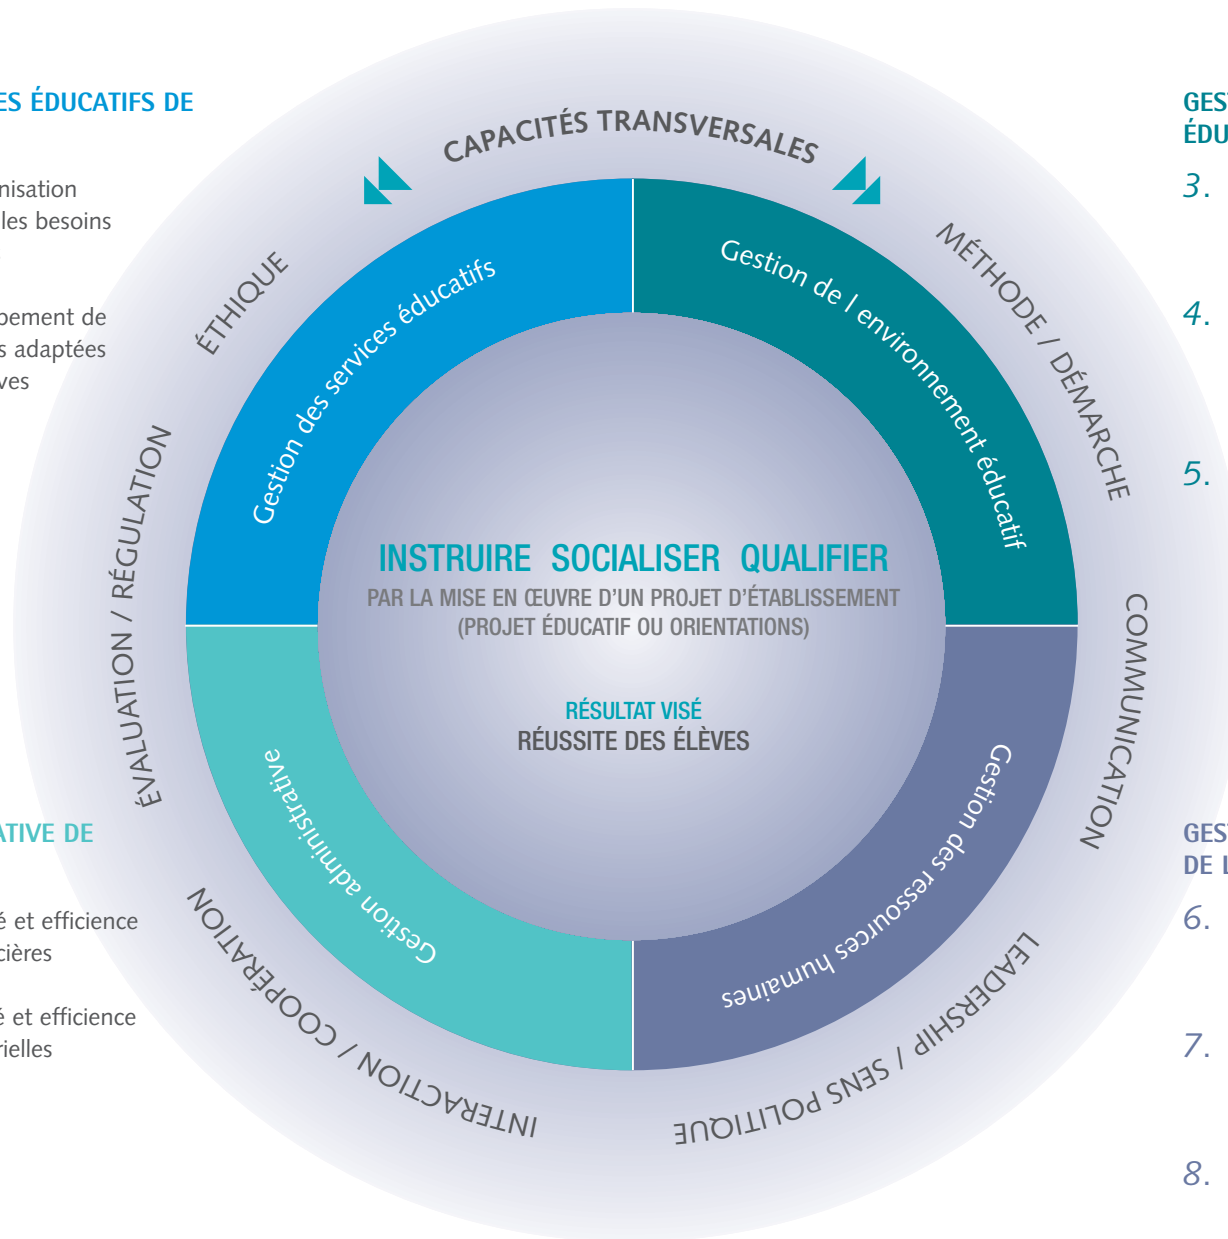 ES ÉDUCATIFS DE
nisation
les besoins
pement de
s adaptées
ves
ATIVE DE
é et efficience
cières
é et efficience
rielles
CAPACITÉS TRANSVERSALES
ÉTHIQUE
MÉTHODE / DÉMARCHE
COMMUNICATION
LEADERSHIP / SENS POLITIQUE
INTERACTION / COOPÉRATION
ÉVALUATION / RÉGULATION
Gestion des services éducatifs
Gestion de l environnement éducatif
Gestion des ressources humaines
Gestion administrative
INSTRUIRE SOCIALISER QUALIFIER
PAR LA MISE EN ŒUVRE D’UN PROJET D’ÉTABLISSEMENT
(PROJET ÉDUCATIF OU ORIENTATIONS)
RÉSULTAT VISÉ
RÉUSSITE DES ÉLÈVES
GEST
ÉDU
3.
4.
5.
GEST
DE L
6.
7.
8.